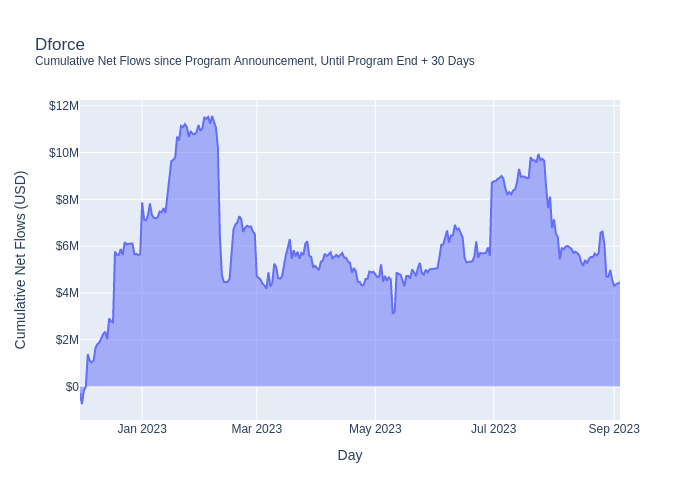 Dforce
Cumulative Net Flows since Program Announcement, Until Program End + 30 Days
Cumulative Net Flows (USD)
$12M
$10M
$8M
$6M
$4M
$2M
$0
Jan 2023
Mar 2023
May 2023
Jul 2023
Sep 2023
Day